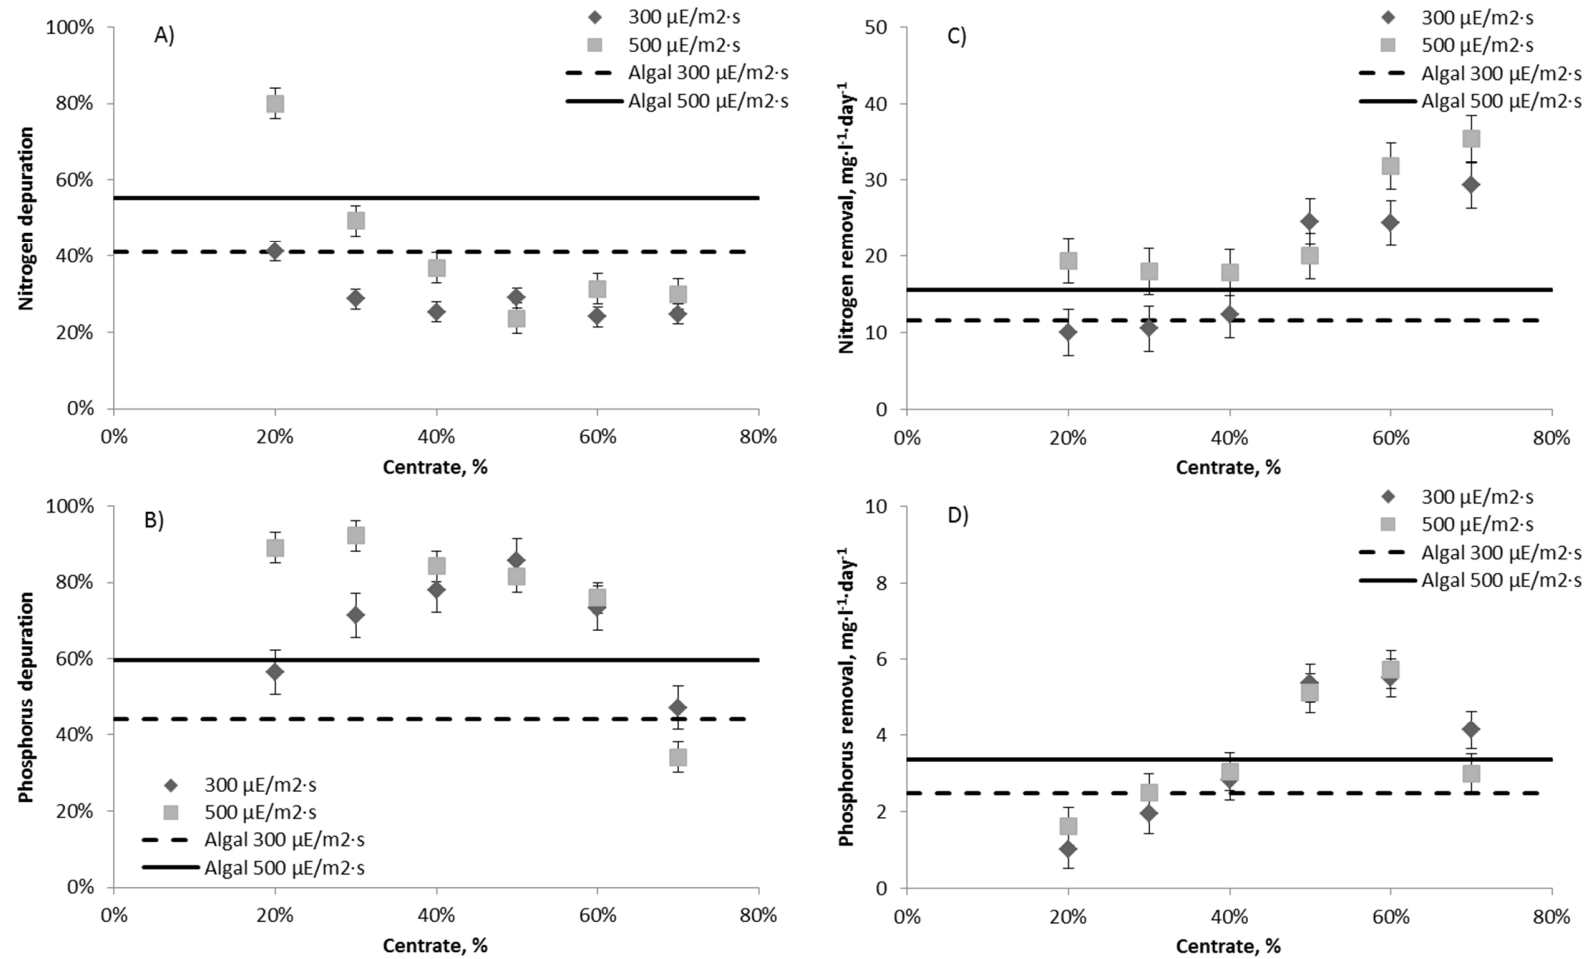 A)
300 µE/m2·s
500 µE/m2·s
Algal 300 µE/m2·s
Algal 500 µE/m2·s
Nitrogen depuration
100%
80%
60%
40%
20%
0%
0% 20% 40% 60% 80%
Centrate, %
C)
300 µE/m2·s
500 µE/m2·s
Algal 300 µE/m2·s
Algal 500 µE/m2·s
Nitrogen removal, mg·l-1·day-1
50
40
30
20
10
0
0% 20% 40% 60% 80%
Centrate, %
B)
Phosphorus depuration
100%
80%
60%
40%
20%
0%
300 µE/m2·s
500 µE/m2·s
Algal 300 µE/m2·s
Algal 500 µE/m2·s
0% 20% 40% 60% 80%
Centrate, %
D)
300 µE/m2·s
500 µE/m2·s
Algal 300 µE/m2·s
Algal 500 µE/m2·s
Phosphorus removal, mg·l-1·day-1
10
8
6
4
2
0
0% 20% 40% 60% 80%
Centrate, %